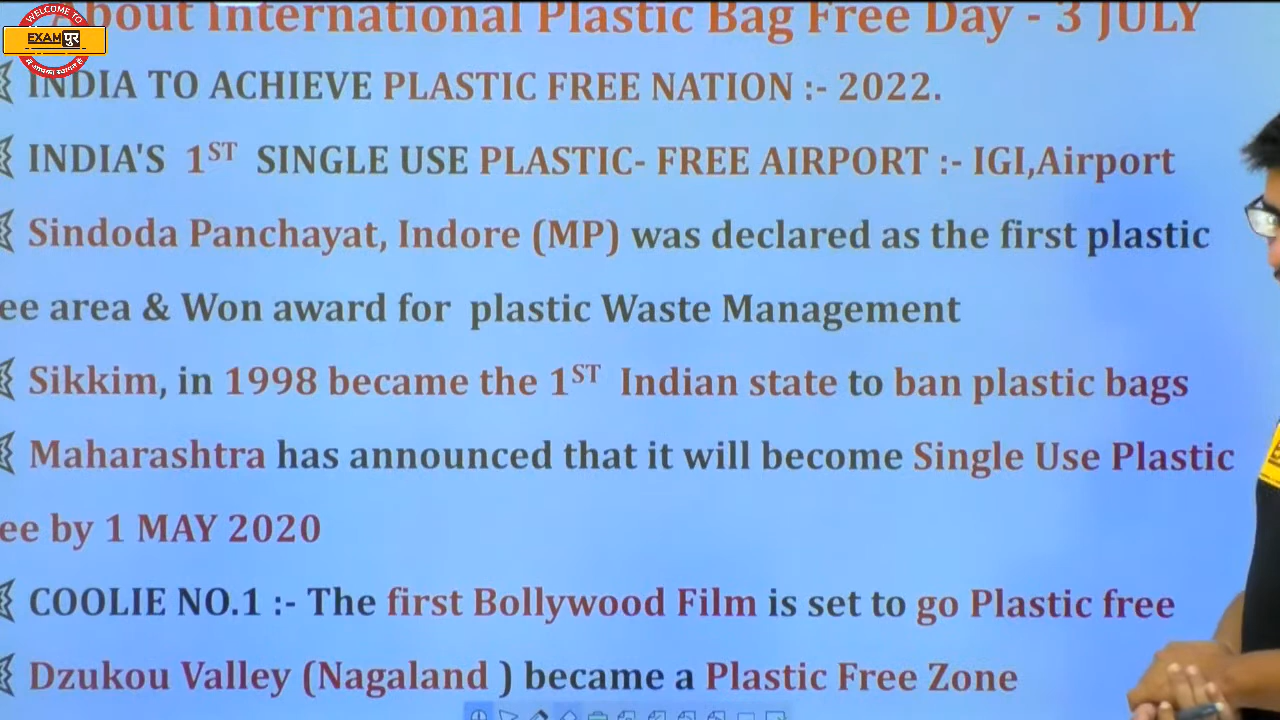 bout International Plastic Bag Free Day - 3 JULY
WELCOME TO
EXAM पुर
में आपका स्वागत है
INDIA TO ACHIEVE PLASTIC FREE NATION :- 2022.
INDIA'S 1ST SINGLE USE PLASTIC- FREE AIRPORT :- IGI,Airport
Sindoda Panchayat, Indore (MP) was declared as the first plastic
ee area & Won award for plastic Waste Management
Sikkim, in 1998 became the 1ST Indian state to ban plastic bags
Maharashtra has announced that it will become Single Use Plastic
ee by 1 MAY 2020
COOLIE NO.1 :- The first Bollywood Film is set to go Plastic free
Dzukou Valley (Nagaland ) became a Plastic Free Zone